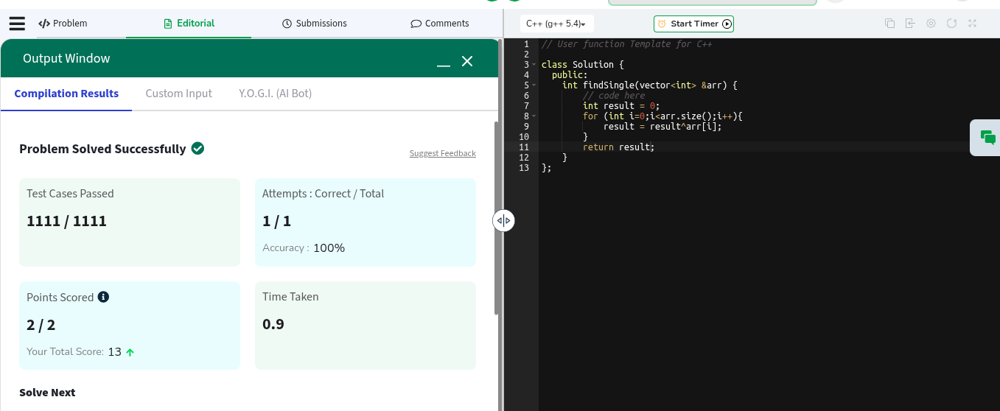 Problem
Editorial
Submissions
Comments
Output Window
Compilation Results
Custom Input
Y.O.G.I. (AI Bot)
Problem Solved Successfully
Suggest Feedback
Test Cases Passed
1111 / 1111
Attempts : Correct / Total
1 / 1
Accuracy : 100%
Points Scored
2 / 2
Your Total Score: 13
Time Taken
0.9
Solve Next
C++ (g++ 5.4)
Start Timer
1 // User function Template for C++
2
3 class Solution {
4   public:
5     int findSingle(vector<int> &arr) {
6         // code here
7         int result = 0;
8         for (int i=0;i<arr.size();i++){
9             result = result^arr[i];
10         }
11         return result;
12     }
13 };